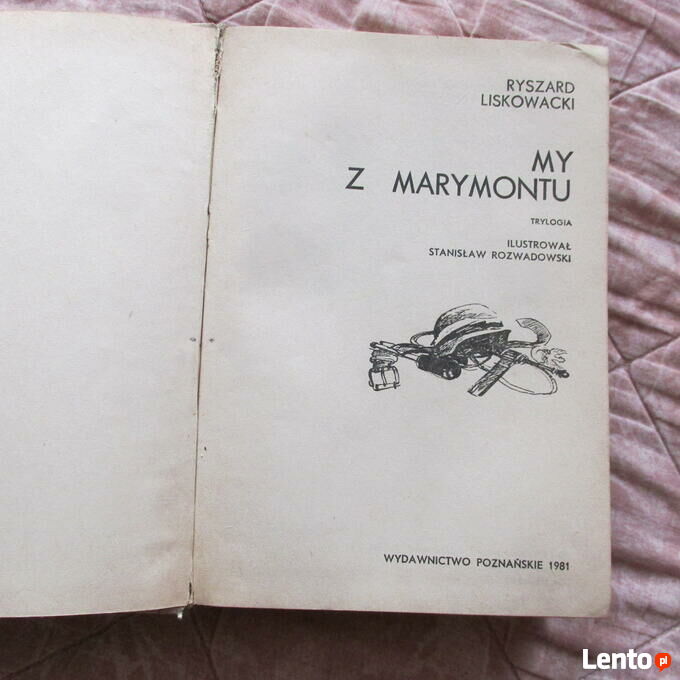 RYSZARD
LISKOWACKI
MY
Z MARYMONTU
TRYLOGIA
ILUSTROWAŁ
STANISŁAW ROZWADOWSKI
WYDAWNICTWO POZNAŃSKIE 1981
Lento pl